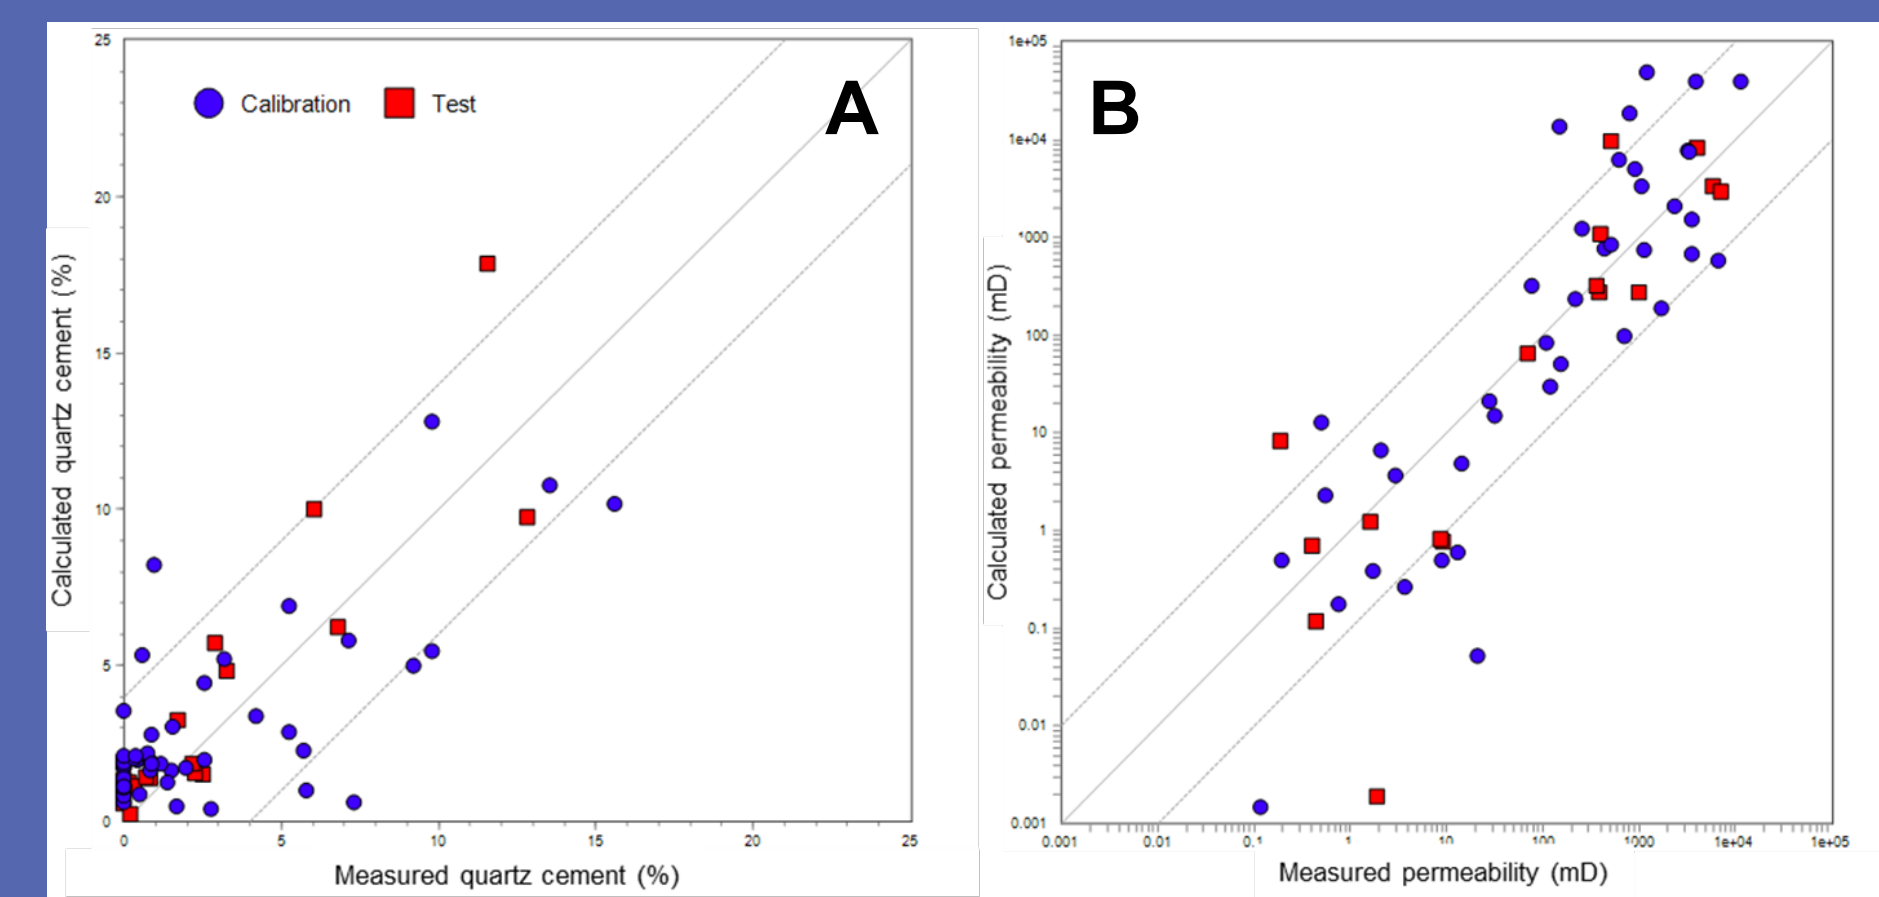 A
Calibration Test
25
20
15
10
5
0
0 5 10 15 20 25
Calculated quartz cement (%)
Measured quartz cement (%)
B
1e+05
1e+04
1000
100
10
1
0.1
0.01
0.001
0.001 0.01 0.1 1 10 100 1000 1e+04 1e+05
Calculated permeability (mD)
Measured permeability (mD)